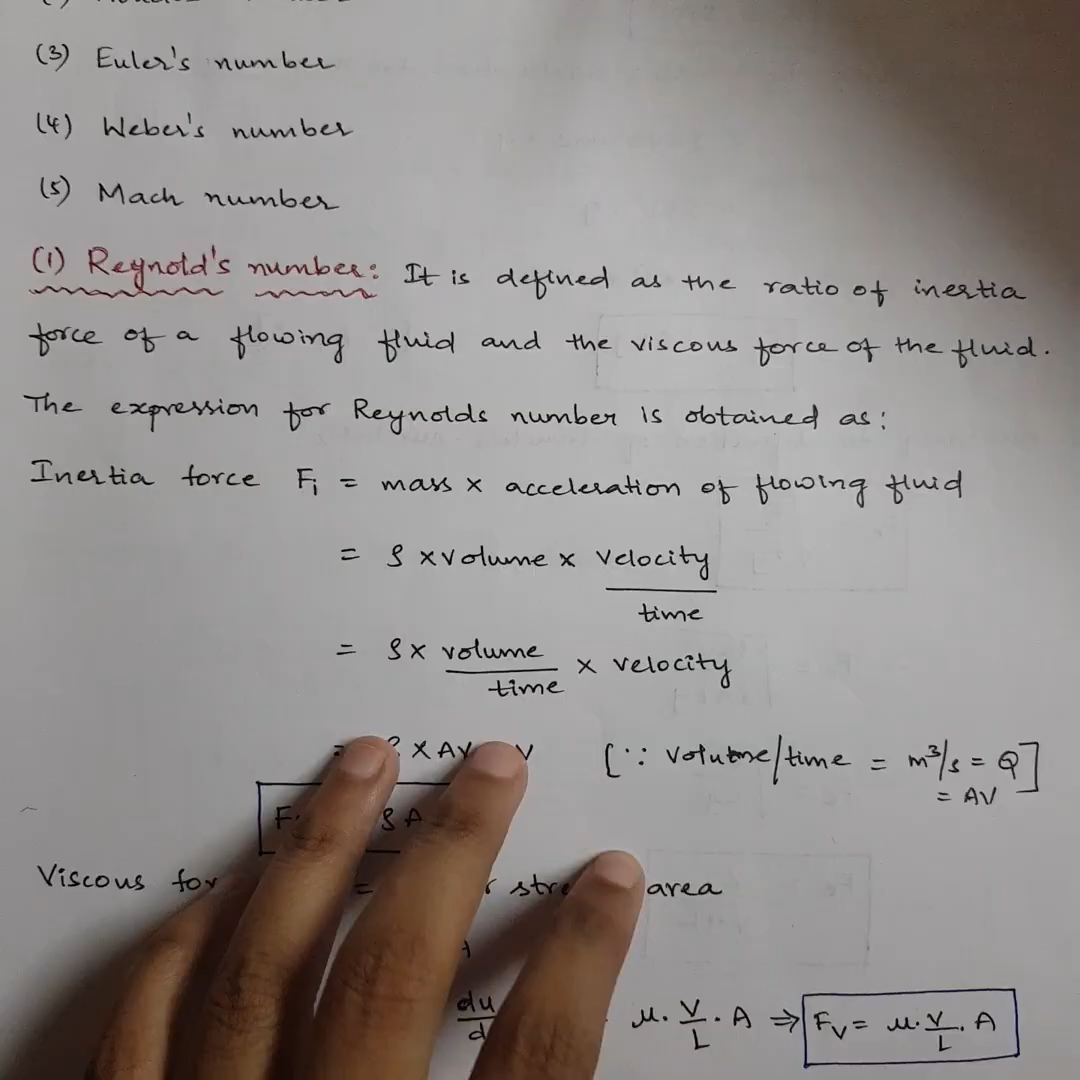 (3) Euler's number
(4) Weber's number
(5) Mach number
(1) Reynold's number: It is defined as the ratio of inertia
force of a flowing fluid and the viscous force of the fluid.
The expression for Reynolds number is obtained as:
Inertia force Fi = mass x acceleration of flowing fluid
= ρ x volume x velocity/time
= ρ x volume/time x velocity
= ρ x AV V [∵ Volume/time = m³/s = Q]
= AV
F ρ A
Viscous = area
du
μ. V/L . A ⇒ Fv = μ. V/L . A